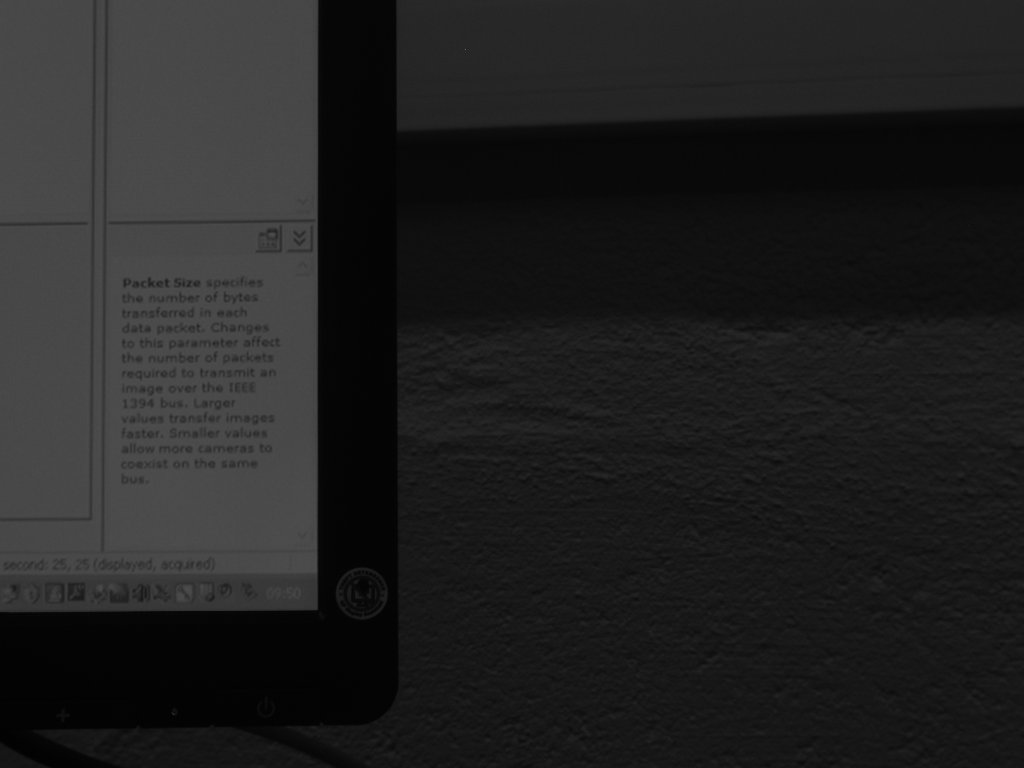 Packet Size specifies
the number of bytes
transferred in each
data packet. Changes
to this parameter affect
the number of packets
required to transmit an
image over the IEEE
1394 bus. Larger
values transfer images
faster. Smaller values
allow more cameras to
coexist on the same
bus.
second: 25, 25 (displayed, acquired)
09:50